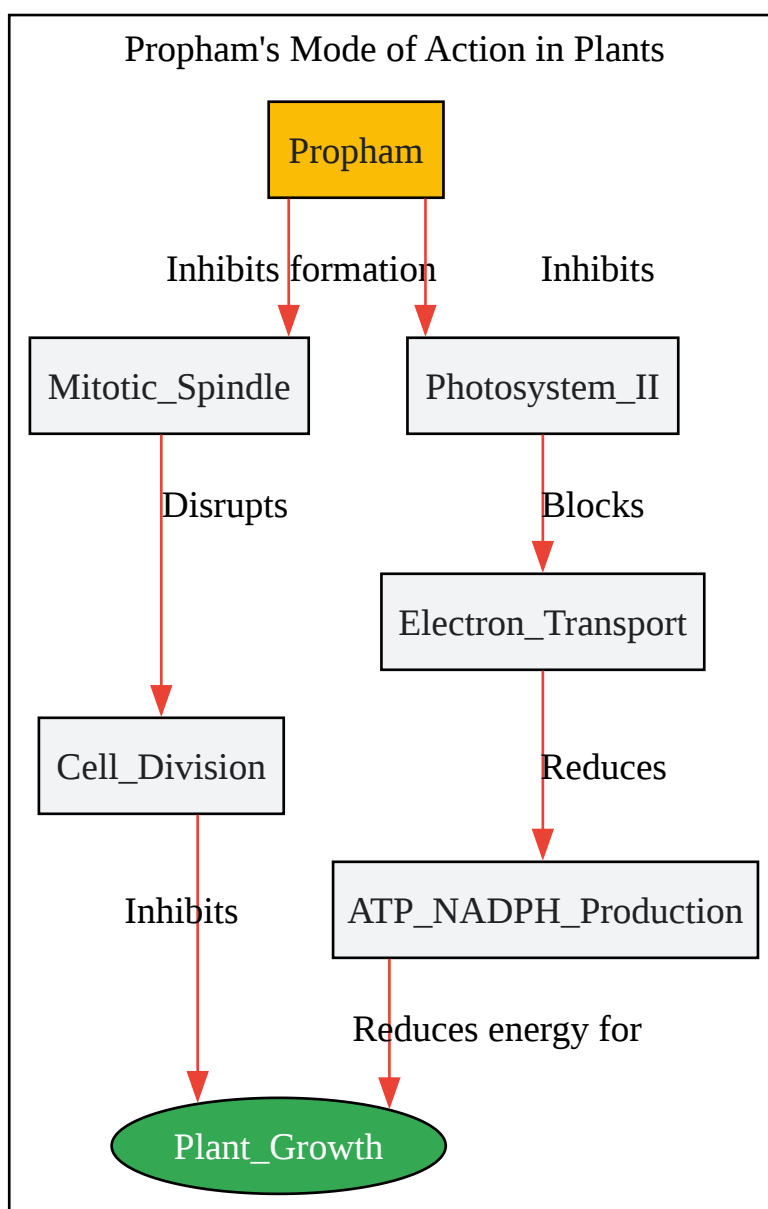 Propham's Mode of Action in Plants
Propham
Inhibits formation
Inhibits
Mitotic_Spindle
Photosystem_II
Disrupts
Blocks
Electron_Transport
Cell_Division
Reduces
Inhibits
ATP_NADPH_Production
Reduces energy for
Plant_Growth